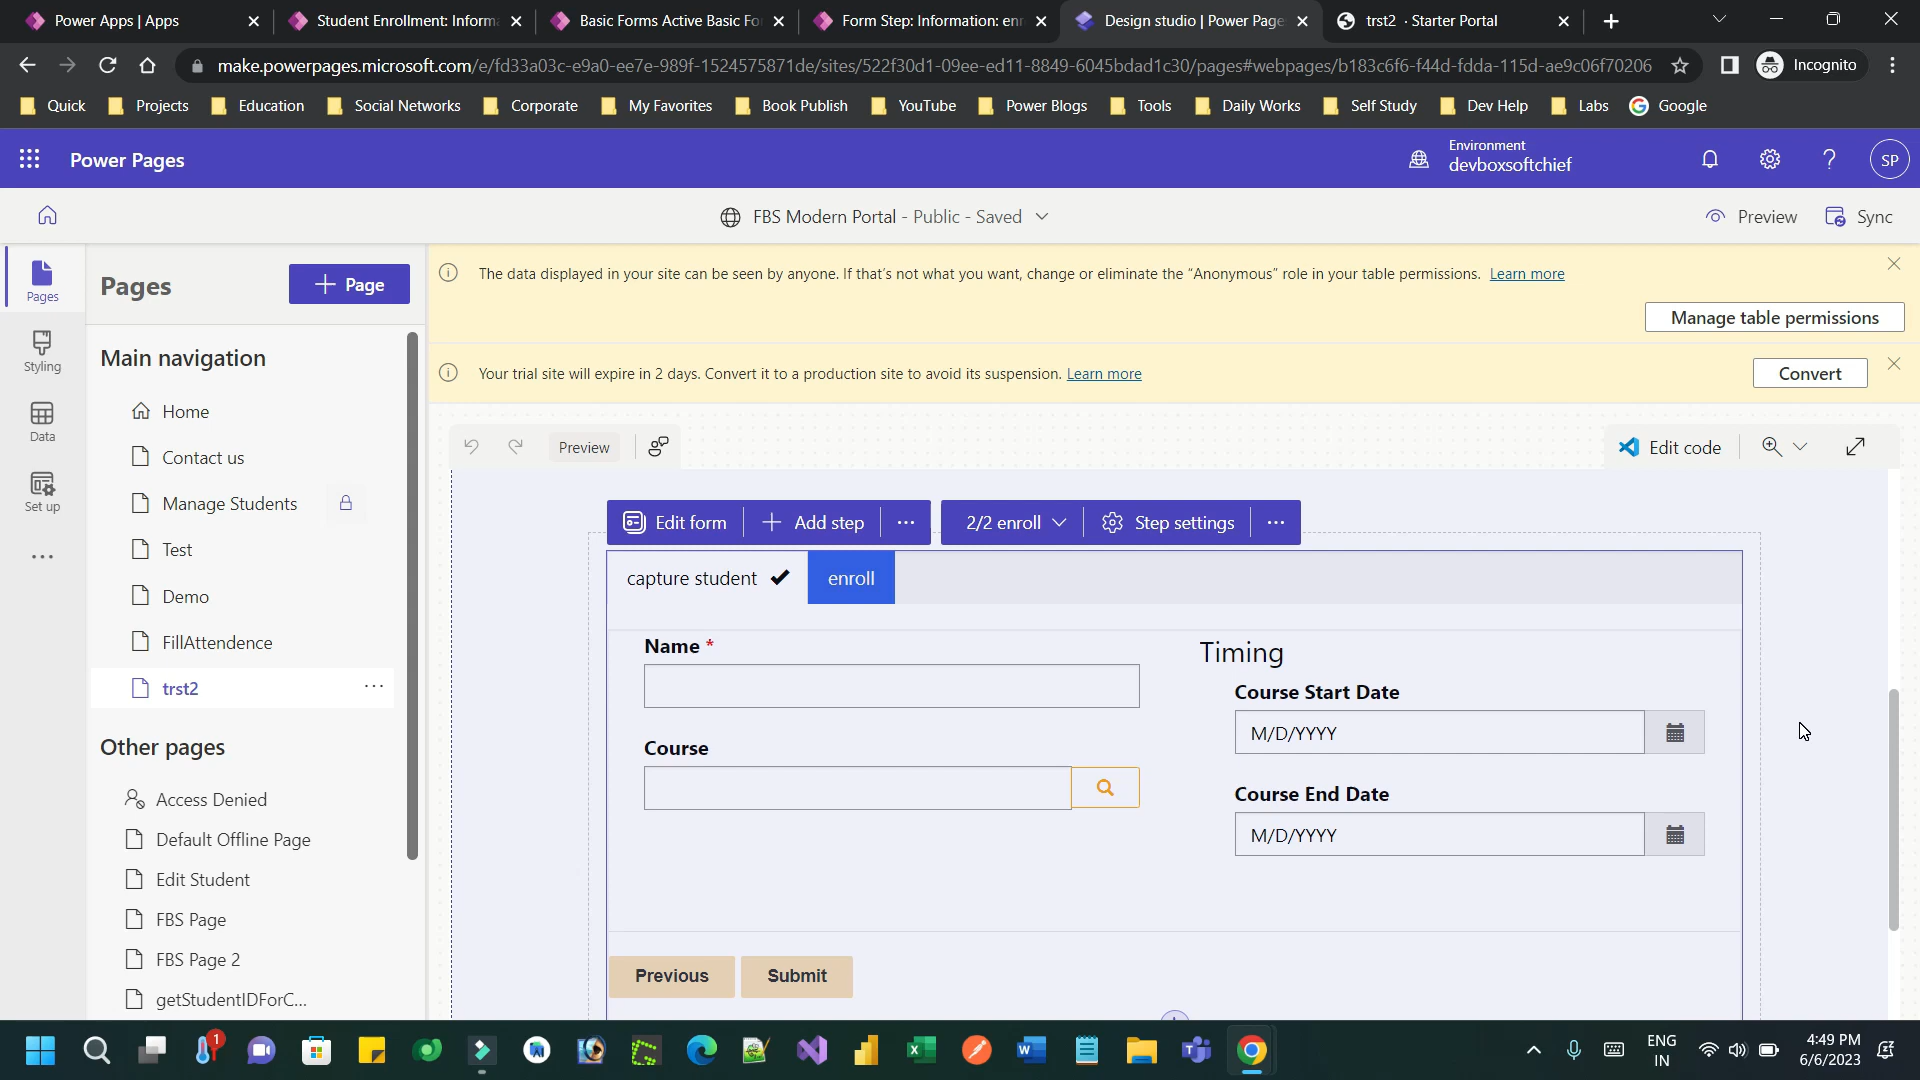 Power Apps | Apps
Student Enrollment: Inform
Basic Forms Active Basic Fo
Form Step: Information: en
Design studio | Power Page
trst2 · Starter Portal
make.powerpages.microsoft.com/e/fd33a03c-e9a0-ee7e-989f-1524575871de/sites/522f30d1-09ee-ed11-8849-6045bdad1c30/pages#webpages/b183c6f6-f44d-fdda-115d-ae9c06f70206
Incognito
Quick Projects Education Social Networks Corporate My Favorites Book Publish YouTube Power Blogs Tools Daily Works Self Study Dev Help Labs Google
Power Pages
Environment
devboxsoftchief
SP
FBS Modern Portal - Public - Saved
Preview
Sync
Pages
Styling
Data
Set up
Pages
+ Page
Main navigation
Home
Contact us
Manage Students
Test
Demo
FillAttendence
trst2
Other pages
Access Denied
Default Offline Page
Edit Student
FBS Page
FBS Page 2
getStudentIDForC...
The data displayed in your site can be seen by anyone. If that's not what you want, change or eliminate the "Anonymous" role in your table permissions. Learn more
Manage table permissions
Your trial site will expire in 2 days. Convert it to a production site to avoid its suspension. Learn more
Convert
Preview
Edit code
Edit form
Add step
2/2 enroll
Step settings
capture student
enroll
Name *
Course
Timing
Course Start Date
M/D/YYYY
Course End Date
M/D/YYYY
Previous
Submit
1
ENG
IN
4:49 PM
6/6/2023